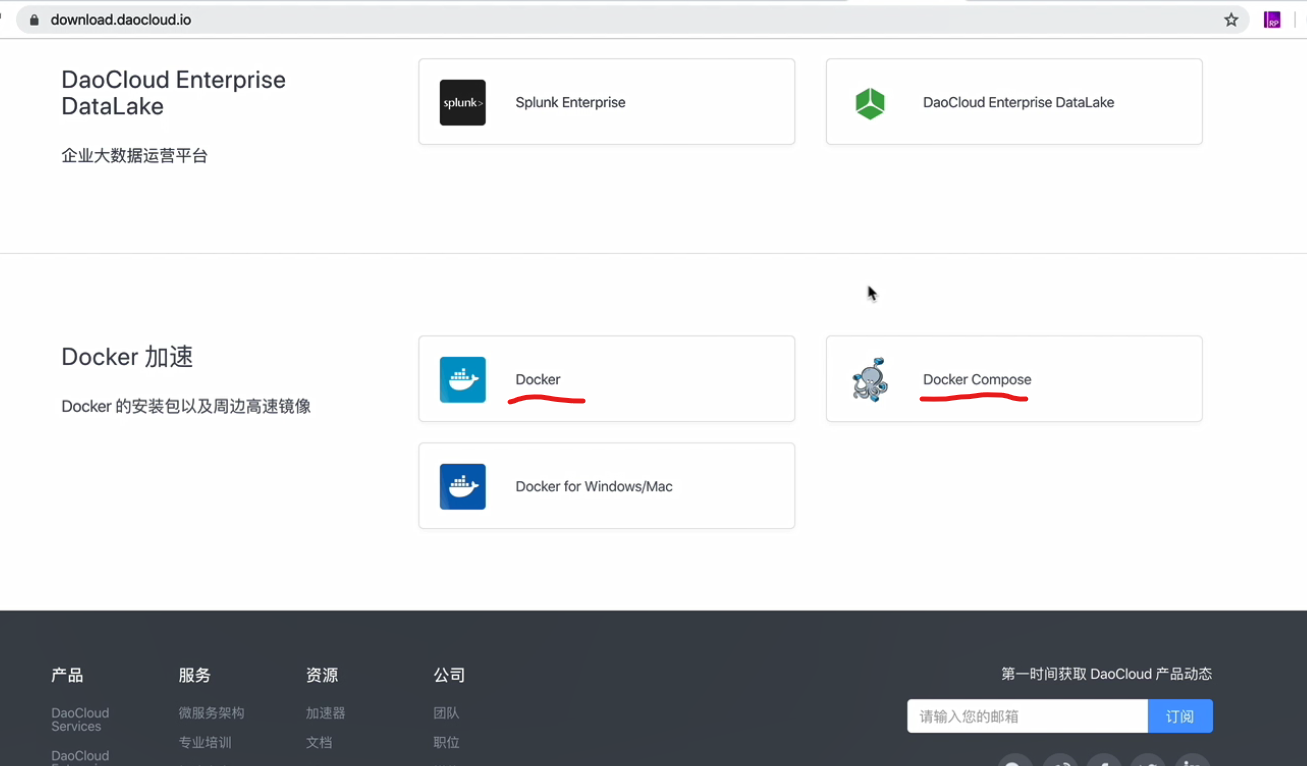 download.daocloud.io
RP
DaoCloud Enterprise
DataLake
企业大数据运营平台
splunk>
Splunk Enterprise
DaoCloud Enterprise DataLake
Docker 加速
Docker 的安装包以及周边高速镜像
Docker
Docker Compose
Docker for Windows/Mac
产品
服务
资源
公司
第一时间获取 DaoCloud 产品动态
DaoCloud
Services
微服务架构
加速器
团队
请输入您的邮箱
订阅
专业培训
文档
职位
DaoCloud